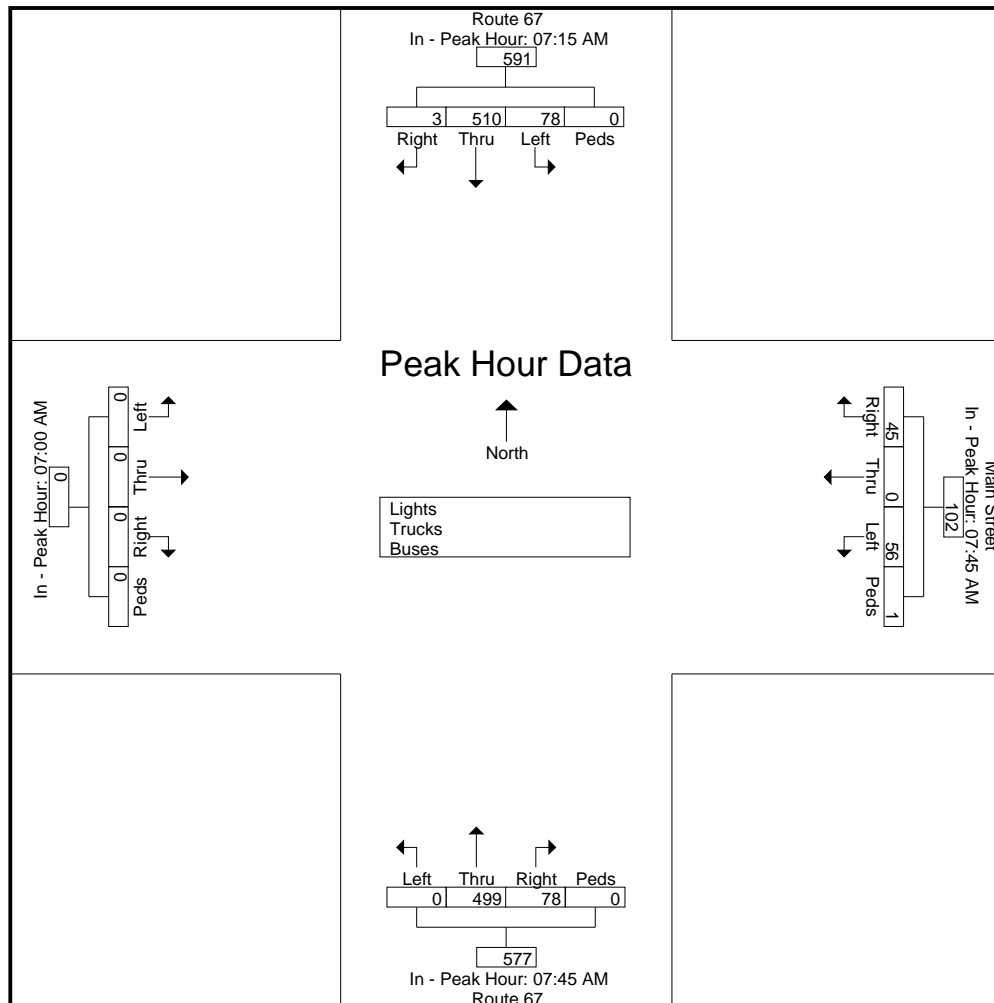 Route 67
In - Peak Hour: 07:15 AM
591
3 510 78 0
Right Thru Left Peds
Peak Hour Data
North
Lights
Trucks
Buses
In - Peak Hour: 07:00 AM
0
0 0 0 0
Left Thru Right Peds
Main Street
In - Peak Hour: 07:45 AM
102
45 0 56 1
Right Thru Left Peds
Left Thru Right Peds
0 499 78 0
577
In - Peak Hour: 07:45 AM
Route 67